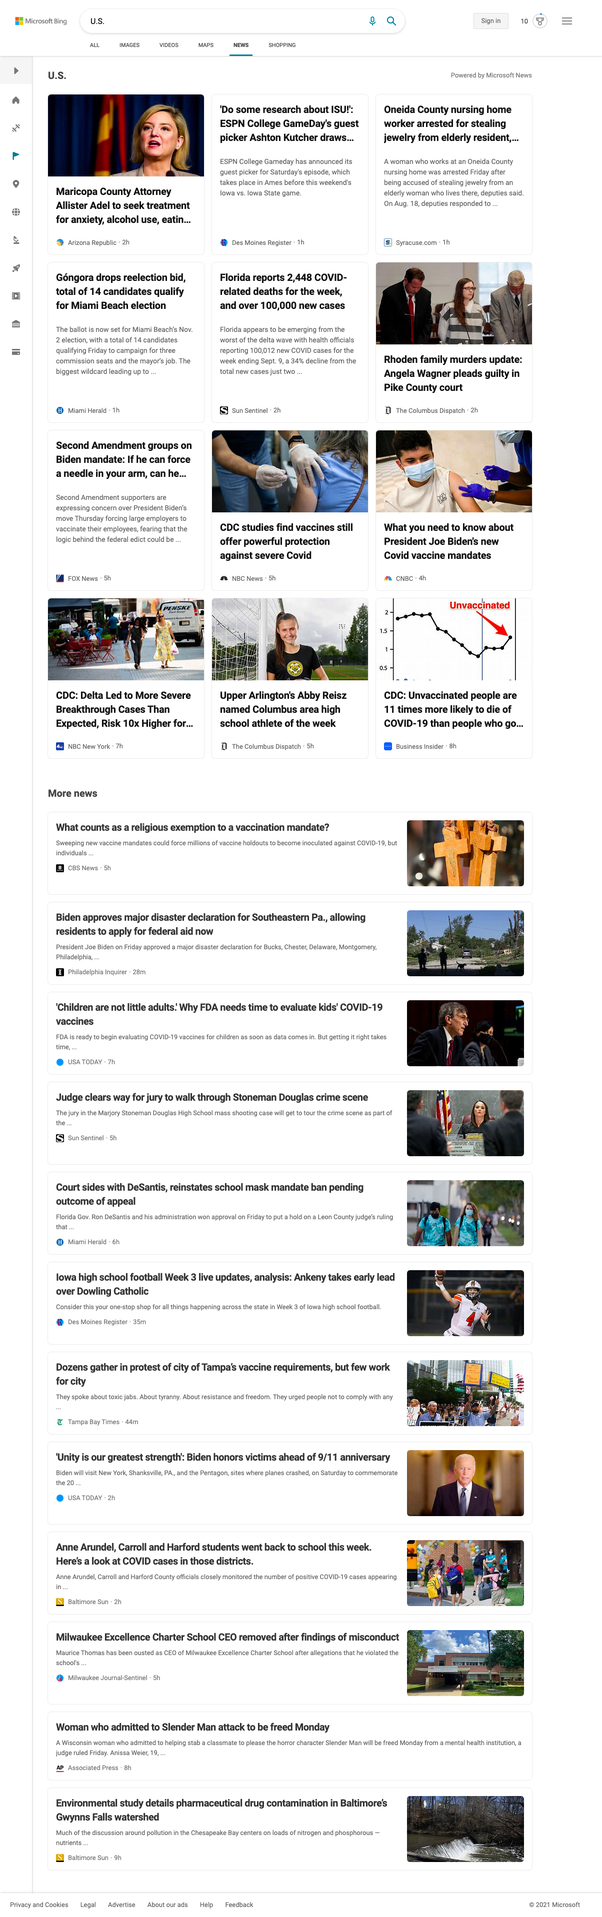 Microsoft Bing
U.S.
Sign in
10
ALL
IMAGES
VIDEOS
MAPS
NEWS
SHOPPING
U.S.
Powered by Microsoft News
Maricopa County Attorney
Allister Adel to seek treatment
for anxiety, alcohol use, eatin...
Arizona Republic · 2h
'Do some research about ISU!':
ESPN College GameDay's guest
picker Ashton Kutcher draws...
ESPN College Gameday has announced its
guest picker for Saturday's episode, which
takes place in Ames before this weekend's
Iowa vs. Iowa State game.
Des Moines Register · 1h
Oneida County nursing home
worker arrested for stealing
jewelry from elderly resident,...
A woman who works at an Oneida County
nursing home was arrested Friday after
being accused of stealing jewelry from an
elderly woman who lives there, deputies said.
On Aug. 18, deputies responded to ...
Syracuse.com · 1h
Góngora drops reelection bid,
total of 14 candidates qualify
for Miami Beach election
The ballot is now set for Miami Beach's Nov.
2 election, with a total of 14 candidates
qualifying Friday to campaign for three
commission seats and the mayor's job. The
biggest wildcard leading up to ...
Miami Herald · 1h
Florida reports 2,448 COVID-
related deaths for the week,
and over 100,000 new cases
Florida appears to be emerging from the
worst of the delta wave with health officials
reporting 100,012 new COVID cases for the
week ending Sept. 9, a 34% decline from the
total new cases just two ...
Sun Sentinel · 2h
Rhoden family murders update:
Angela Wagner pleads guilty in
Pike County court
The Columbus Dispatch · 2h
Second Amendment groups on
Biden mandate: If he can force
a needle in your arm, can he...
Second Amendment supporters are
expressing concern over President Biden's
move Thursday forcing large employers to
vaccinate their employees, fearing that the
logic behind the federal edict could be ...
FOX News · 5h
CDC studies find vaccines still
offer powerful protection
against severe Covid
NBC News · 5h
What you need to know about
President Joe Biden's new
Covid vaccine mandates
CNBC · 4h
PENSKE
CDC: Delta Led to More Severe
Breakthrough Cases Than
Expected, Risk 10x Higher for...
NBC New York · 7h
Upper Arlington's Abby Reisz
named Columbus area high
school athlete of the week
The Columbus Dispatch · 5h
Unvaccinated
2
1.5
1
0.5
CDC: Unvaccinated people are
11 times more likely to die of
COVID-19 than people who go...
Business Insider · 8h
More news
What counts as a religious exemption to a vaccination mandate?
Sweeping new vaccine mandates could force millions of vaccine holdouts to become inoculated against COVID-19, but
individuals ...
CBS News · 5h
Biden approves major disaster declaration for Southeastern Pa., allowing
residents to apply for federal aid now
President Joe Biden on Friday approved a major disaster declaration for Bucks, Chester, Delaware, Montgomery,
Philadelphia, ...
Philadelphia Inquirer · 28m
'Children are not little adults.' Why FDA needs time to evaluate kids' COVID-19
vaccines
FDA is ready to begin evaluating COVID-19 vaccines for children as soon as data comes in. But getting it right takes
time, ...
USA TODAY · 7h
Judge clears way for jury to walk through Stoneman Douglas crime scene
The jury in the Marjory Stoneman Douglas High School mass shooting case will get to tour the crime scene as part of
the ...
Sun Sentinel · 5h
Court sides with DeSantis, reinstates school mask mandate ban pending
outcome of appeal
Florida Gov. Ron DeSantis and his administration won approval on Friday to put a hold on a Leon County judge's ruling
that ...
Miami Herald · 6h
Iowa high school football Week 3 live updates, analysis: Ankeny takes early lead
over Dowling Catholic
Consider this your one-stop shop for all things happening across the state in Week 3 of Iowa high school football.
Des Moines Register · 35m
4
Dozens gather in protest of city of Tampa's vaccine requirements, but few work
for city
They spoke about toxic jabs. About tyranny. About resistance and freedom. They urged people not to comply with any
...
Tampa Bay Times · 44m
'Unity is our greatest strength': Biden honors victims ahead of 9/11 anniversary
Biden will visit New York, Shanksville, PA., and the Pentagon, sites where planes crashed, on Saturday to commemorate
the 20 ...
USA TODAY · 2h
Anne Arundel, Carroll and Harford students went back to school this week.
Here's a look at COVID cases in those districts.
Anne Arundel, Carroll and Harford County officials closely monitored the number of positive COVID-19 cases appearing
in ...
Baltimore Sun · 2h
Milwaukee Excellence Charter School CEO removed after findings of misconduct
Maurice Thomas has been ousted as CEO of Milwaukee Excellence Charter School after allegations that he violated the
school's ...
Milwaukee Journal-Sentinel · 5h
Woman who admitted to Slender Man attack to be freed Monday
A Wisconsin woman who admitted to helping stab a classmate to please the horror character Slender Man will be freed Monday from a mental health institution, a
judge ruled Friday. Anissa Weier, 19, ...
AP Associated Press · 8h
Environmental study details pharmaceutical drug contamination in Baltimore's
Gwynns Falls watershed
Much of the discussion around pollution in the Chesapeake Bay centers on loads of nitrogen and phosphorous —
nutrients ...
Baltimore Sun · 9h
Privacy and Cookies
Legal
Advertise
About our ads
Help
Feedback
© 2021 Microsoft